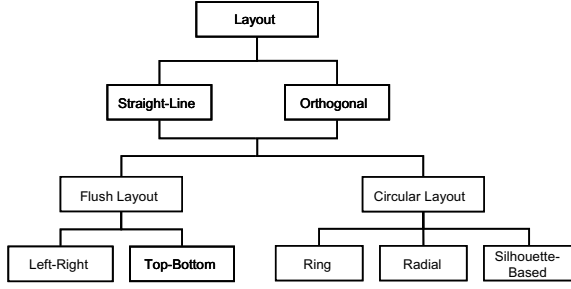 Layout
Straight-Line
Orthogonal
Flush Layout
Circular Layout
Left-Right
Top-Bottom
Ring
Radial
Silhouette-
Based